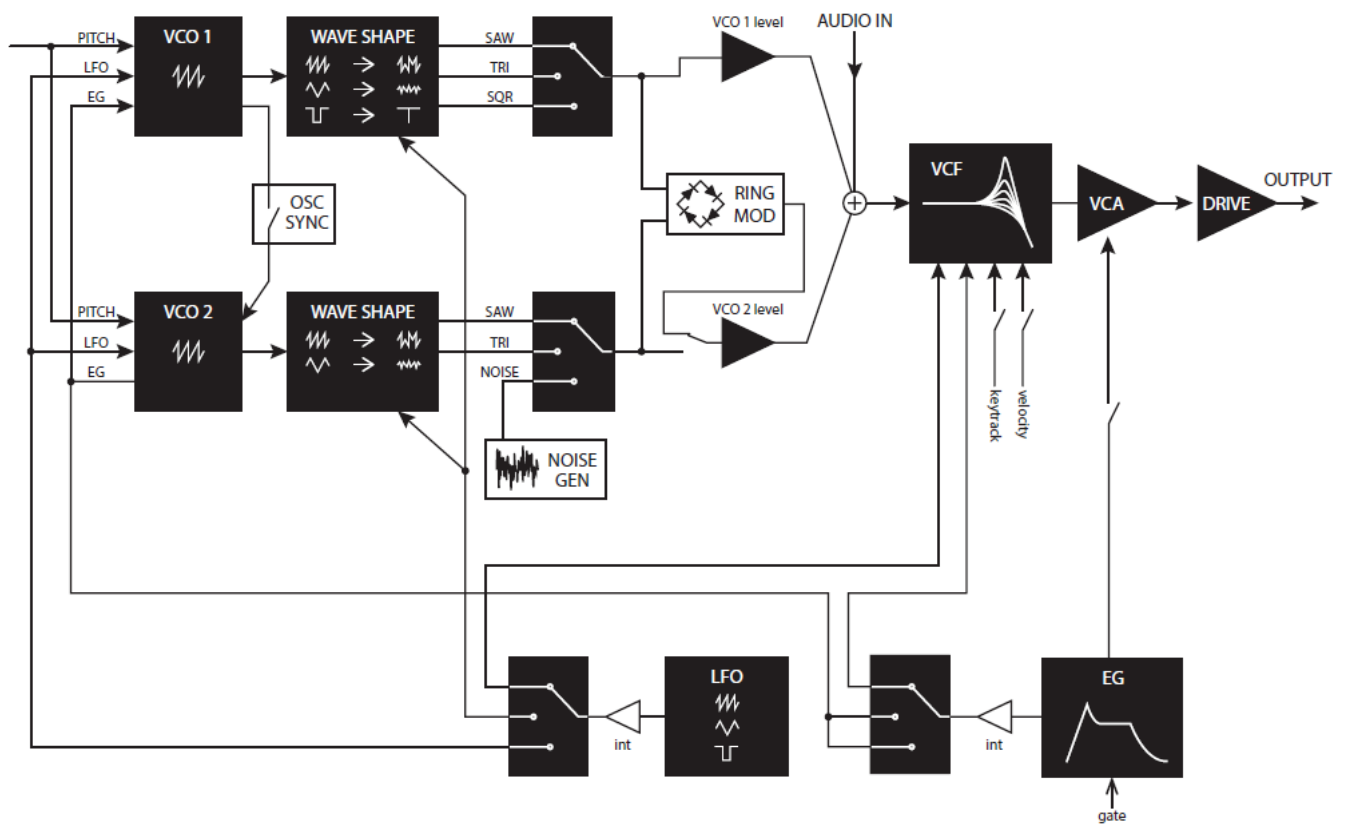 VCO 1 level
AUDIO IN
PITCH
VCO 1
WAVE SHAPE
SAW
LFO
TRI
EG
SQR
VCF
OUTPUT
OSC
SYNC
RING
MOD
VCA
DRIVE
VCO 2 level
PITCH
VCO 2
WAVE SHAPE
SAW
LFO
TRI
EG
NOISE
keytrack
velocity
NOISE
GEN
LFO
EG
int
int
gate